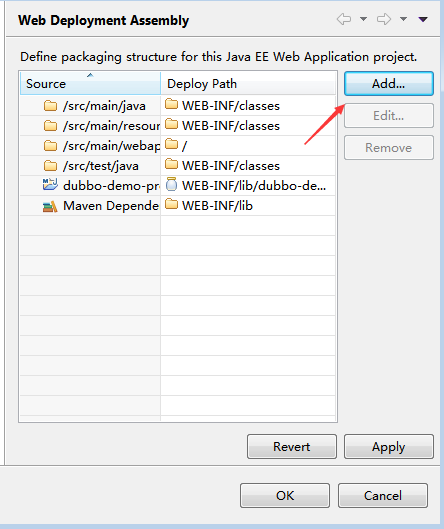 Web Deployment Assembly
Define packaging structure for this Java EE Web Application project.
Source Deploy Path
/src/main/java WEB-INF/classes
/src/main/resour WEB-INF/classes
/src/main/webap /
/src/test/java WEB-INF/classes
dubbo-demo-pr WEB-INF/lib/dubbo-de...
Maven Depende WEB-INF/lib
Add...
Edit...
Remove
Revert Apply
OK Cancel